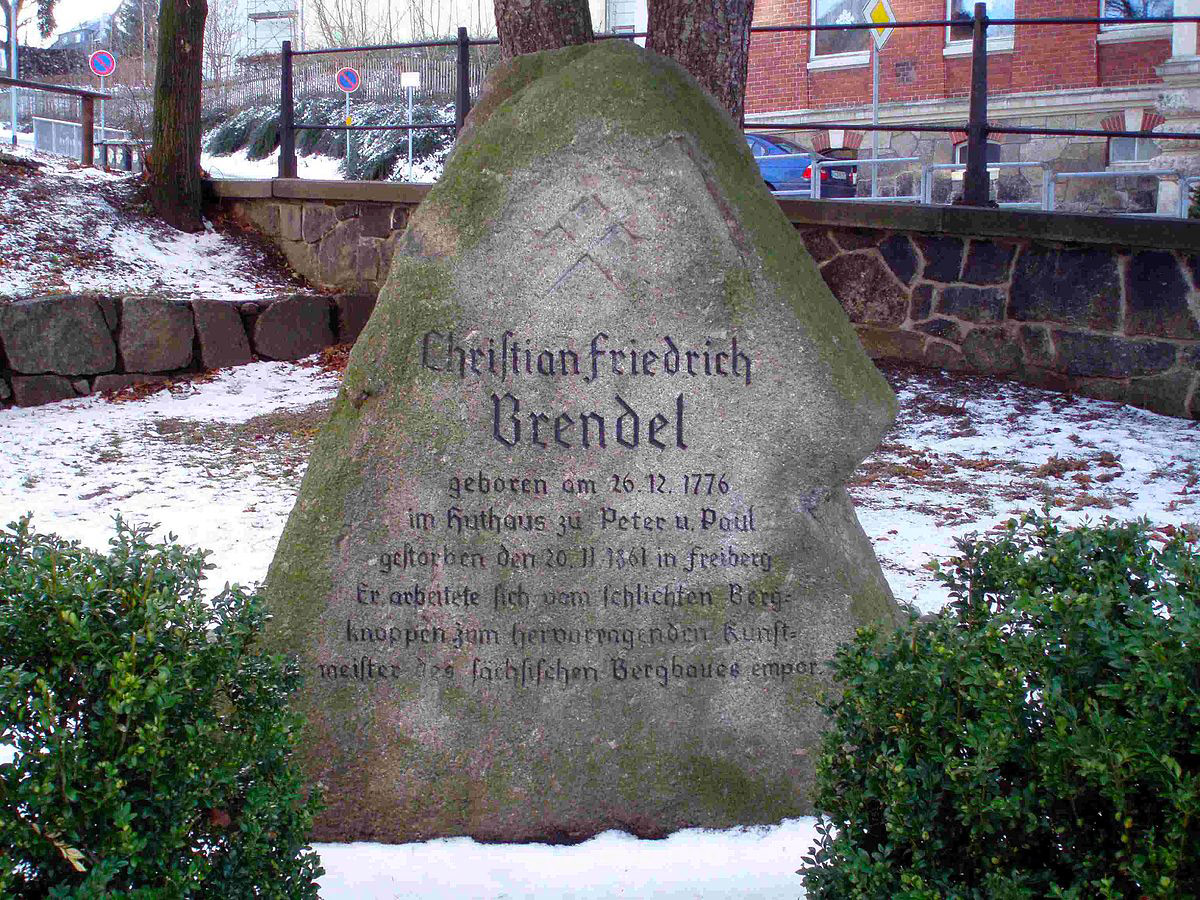 Christian Friedrich
Brendel
geboren am 26.12.1776
im Huthaus zu Peter u. Paul
gestorben den 20.11.1861 in Freiberg
Er arbeitete sich vom schlichten Berg-
knappen zum hervorragenden Kunst-
meister des sächsischen Bergbaues empor.